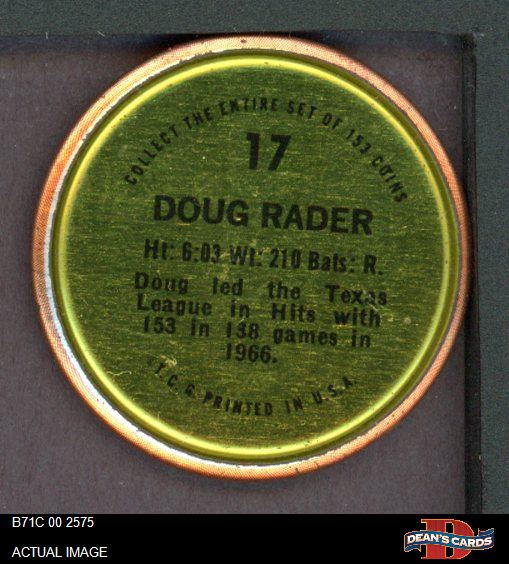 COLLECT THE ENTIRE SET OF 153 COINS
17
DOUG RADER
Ht: 6-03 Wt: 210 Bats: R.
Doug led the Texas
League in Hits with
153 in 138 games in
1966.
©T.C.G. PRINTED IN U.S.A.
B71C 00 2575
ACTUAL IMAGE
D
DEAN'S CARDS